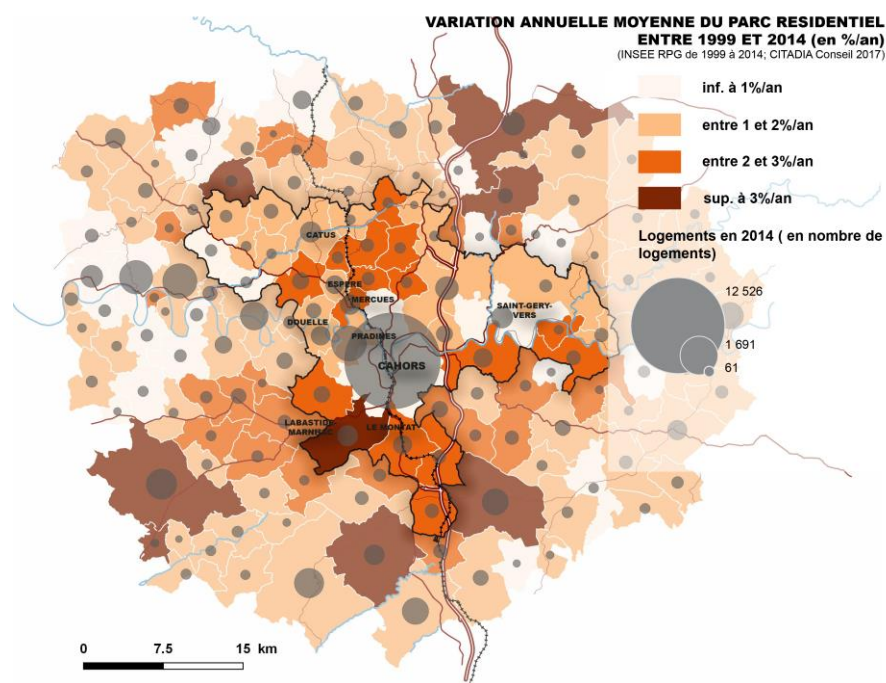 VARIATION ANNUELLE MOYENNE DU PARC RESIDENTIEL
ENTRE 1999 ET 2014 (en %/an)
(INSEE RPG de 1999 à 2014; CITADIA Conseil 2017)
inf. à 1%/an
entre 1 et 2%/an
entre 2 et 3%/an
sup. à 3%/an
Logements en 2014 ( en nombre de
logements)
12 526
1 691
61
CATUS
ESPERE
MERCUES
SAINT-GERY-
VERS
DOUELLE
PRADINES
CAHORS
LABASTIDE-
MARNHAC
LE MONTAT
0
7.5
15 km